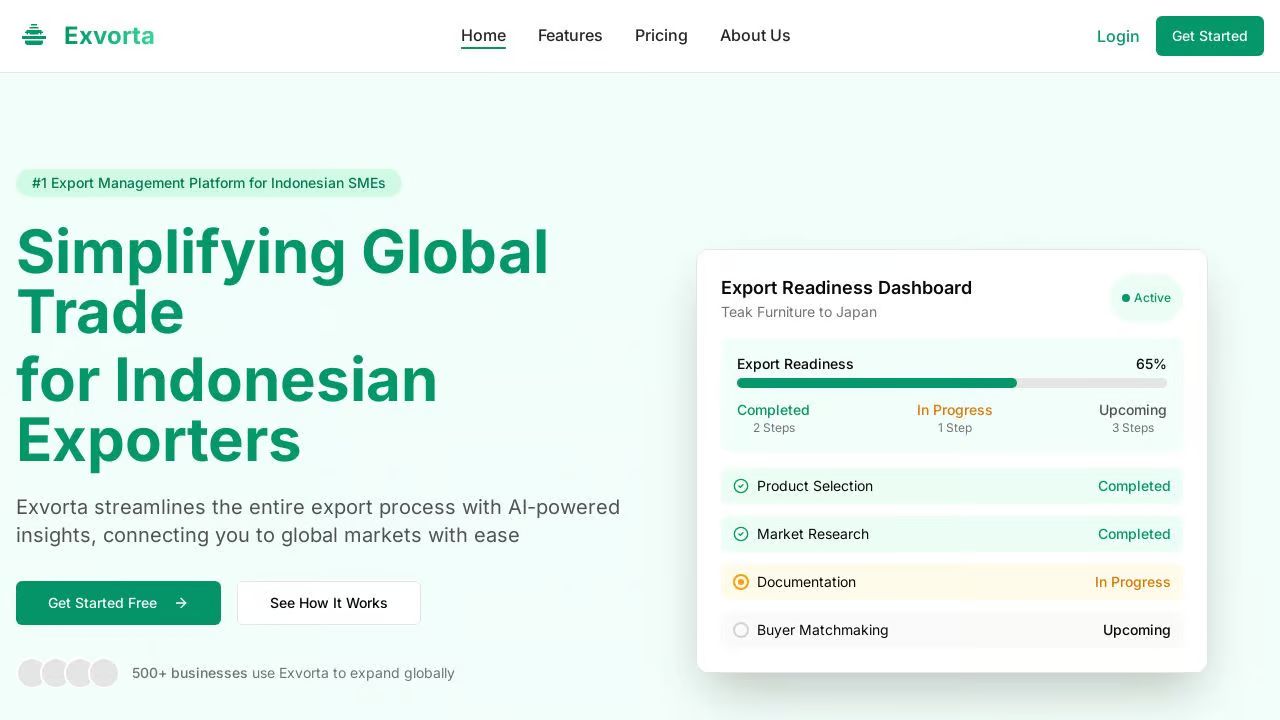 Exvorta
Home
Features
Pricing
About Us
Login
Get Started
#1 Export Management Platform for Indonesian SMEs
Simplifying Global
Trade
for Indonesian
Exporters
Exvorta streamlines the entire export process with AI-powered
insights, connecting you to global markets with ease
Get Started Free
See How It Works
500+ businesses use Exvorta to expand globally
Export Readiness Dashboard
Teak Furniture to Japan
Active
Export Readiness
65%
Completed
2 Steps
In Progress
1 Step
Upcoming
3 Steps
Product Selection
Completed
Market Research
Completed
Documentation
In Progress
Buyer Matchmaking
Upcoming